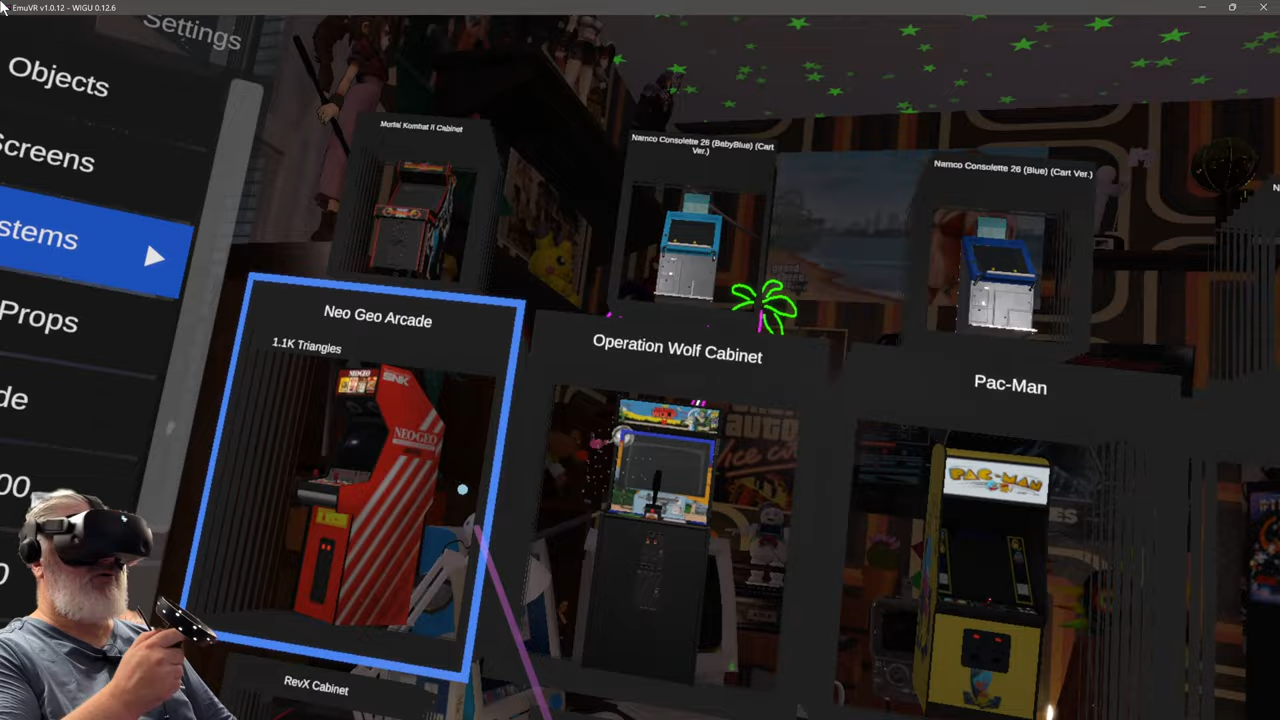 EmuVR v1.0.12 - WIGU 0.12.6
Settings
Objects
Screens
stems
Props
de
00
0
Mortal Kombat II Cabinet
Namco Consolette 26 (BabyBlue) (Cart
Ver.)
Namco Consolette 26 (Blue) (Cart Ver.)
N
Neo Geo Arcade
1.1K Triangles
SNK
NEO-GEO
Operation Wolf Cabinet
Pac-Man
PAC-MAN
RevX Cabinet